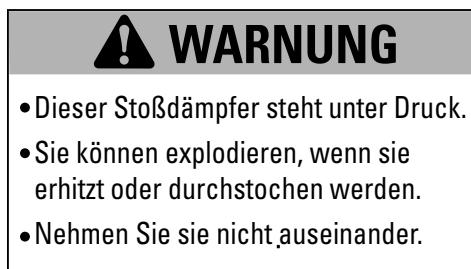 WARNUNG
• Dieser Stoßdämpfer steht unter Druck.
• Sie können explodieren, wenn sie
erhitzt oder durchstochen werden.
• Nehmen Sie sie nicht auseinander.